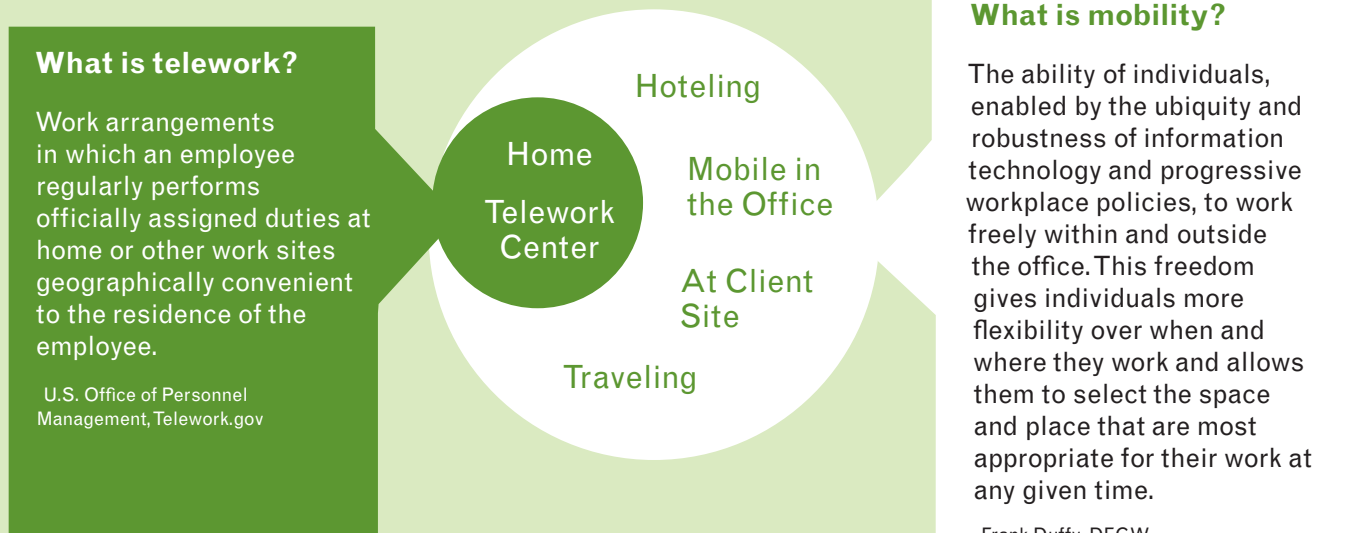 What is telework?
Work arrangements
in which an employee
regularly performs
officially assigned duties at
home or other work sites
geographically convenient
to the residence of the
employee.
U.S. Office of Personnel
Management, Telework.gov
Home
Telework
Center
Hoteling
Mobile in
the Office
At Client
Site
Traveling
What is mobility?
The ability of individuals,
enabled by the ubiquity and
robustness of information
technology and progressive
workplace policies, to work
freely within and outside
the office. This freedom
gives individuals more
flexibility over when and
where they work and allows
them to select the space
and place that are most
appropriate for their work at
any given time.
Frank Duffy, DEGW